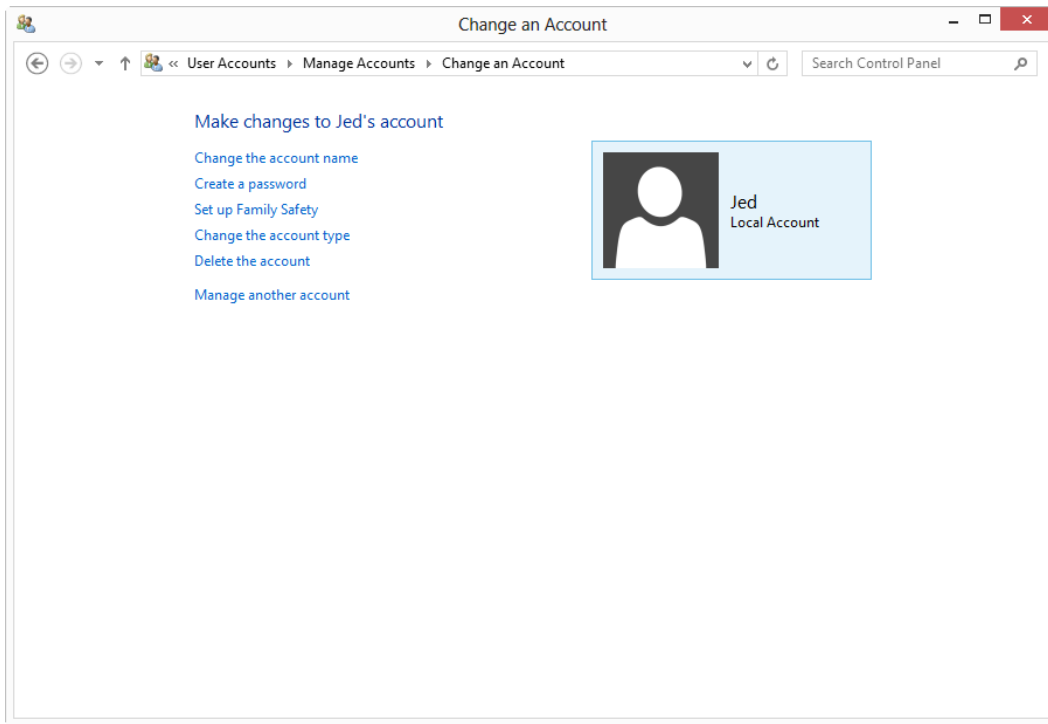 Change an Account
« User Accounts Manage Accounts Change an Account Search Control Panel
Make changes to Jed's account
Change the account name
Create a password
Set up Family Safety
Change the account type
Delete the account
Manage another account
Jed
Local Account